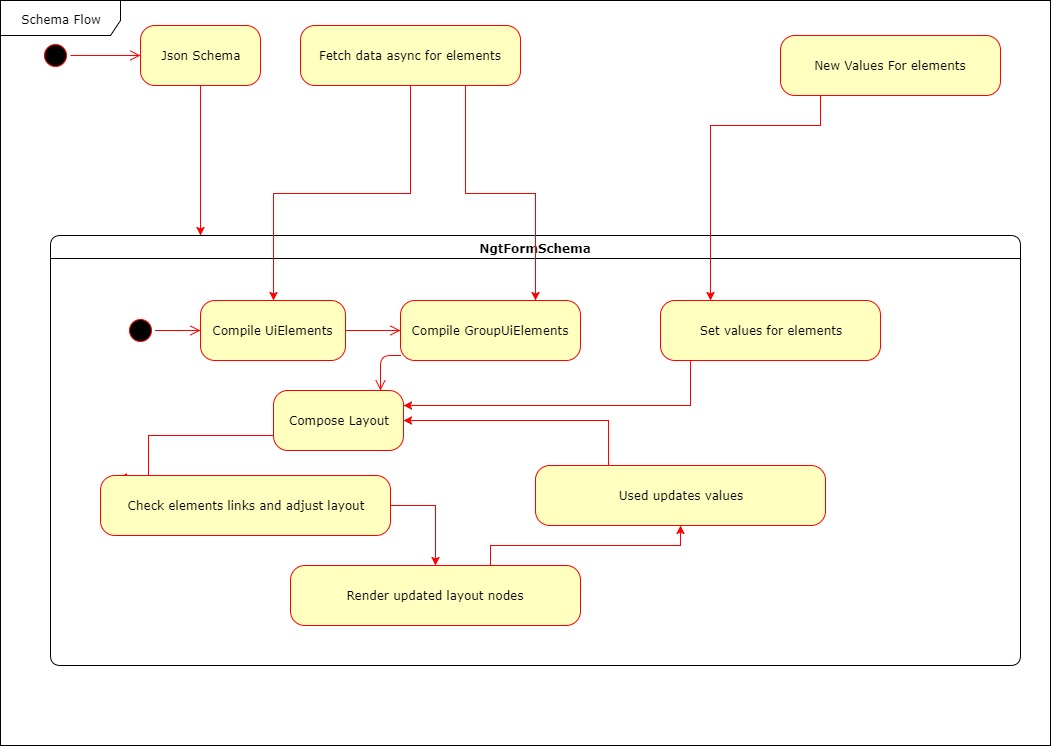 Schema Flow
Json Schema
Fetch data async for elements
New Values For elements
NgtFormSchema
Compile UiElements
Compile GroupUiElements
Set values for elements
Compose Layout
Check elements links and adjust layout
Used updates values
Render updated layout nodes